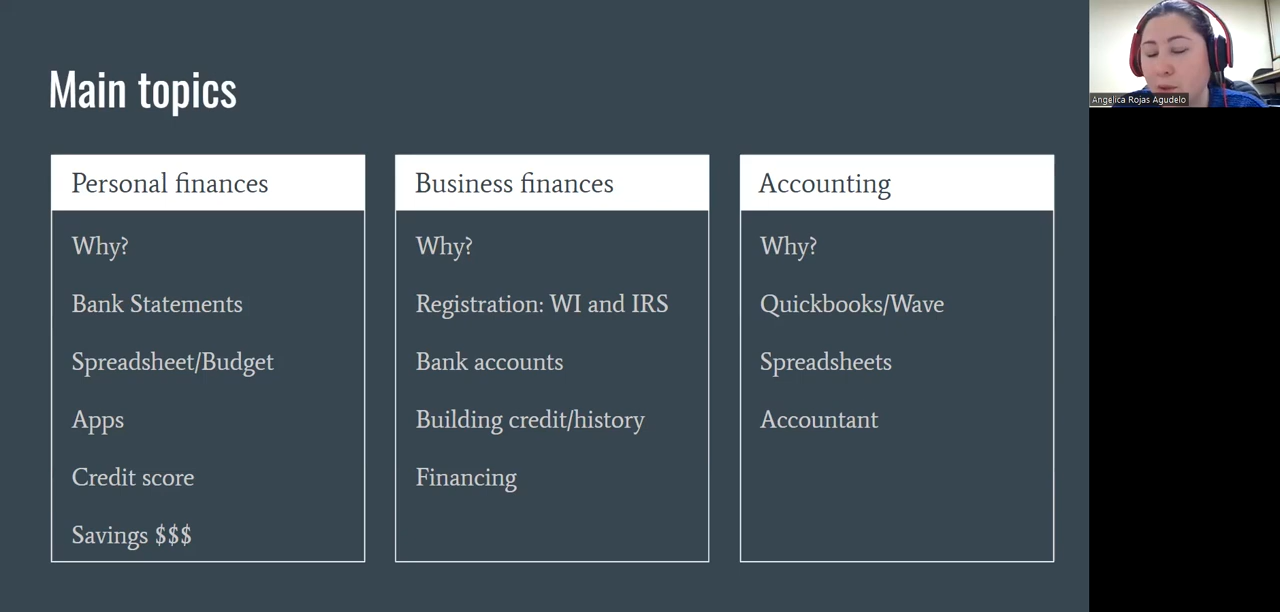 Main topics
Personal finances
Why?
Bank Statements
Spreadsheet/Budget
Apps
Credit score
Savings $$$
Business finances
Why?
Registration: WI and IRS
Bank accounts
Building credit/history
Financing
Accounting
Why?
Quickbooks/Wave
Spreadsheets
Accountant
Angelica Rojas Agudelo